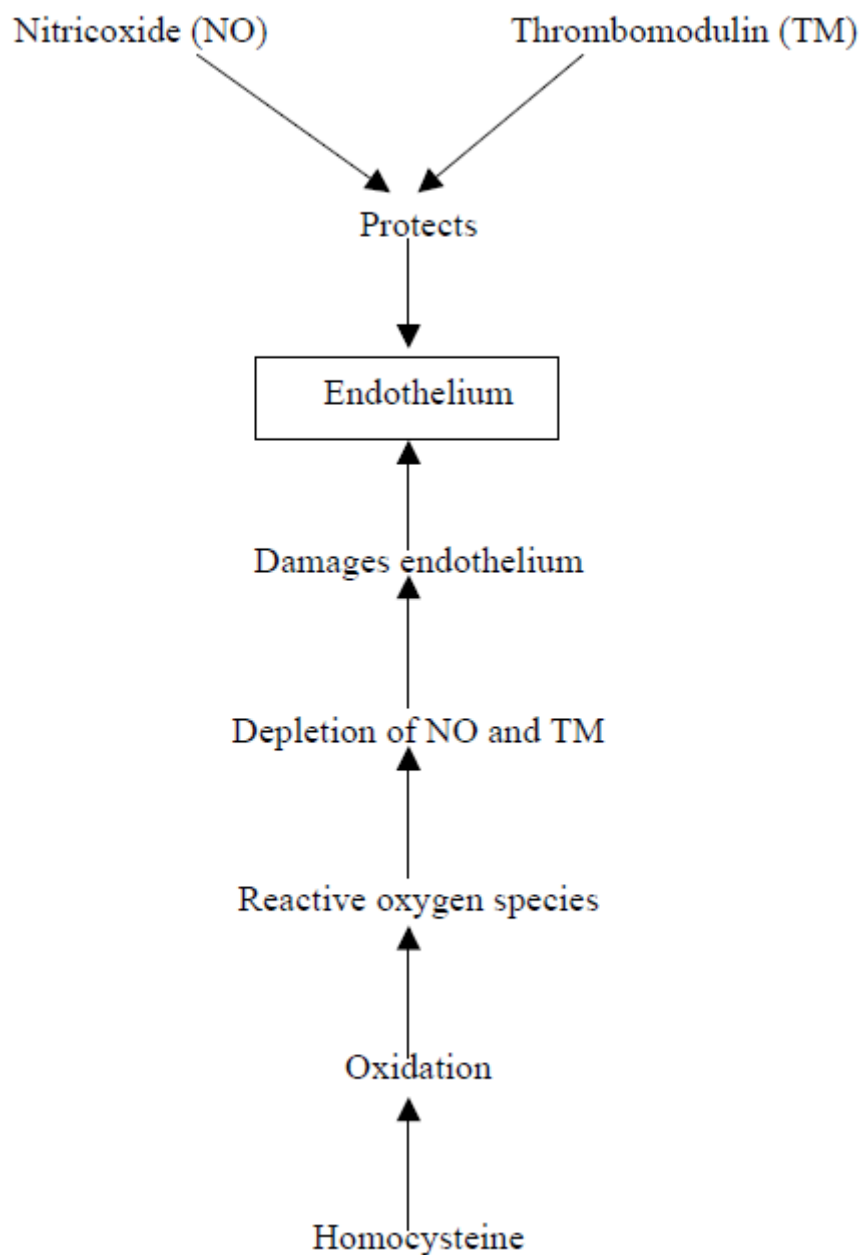 Nitricoxide (NO)
Thrombomodulin (TM)
Protects
Endothelium
Damages endothelium
Depletion of NO and TM
Reactive oxygen species
Oxidation
Homocysteine